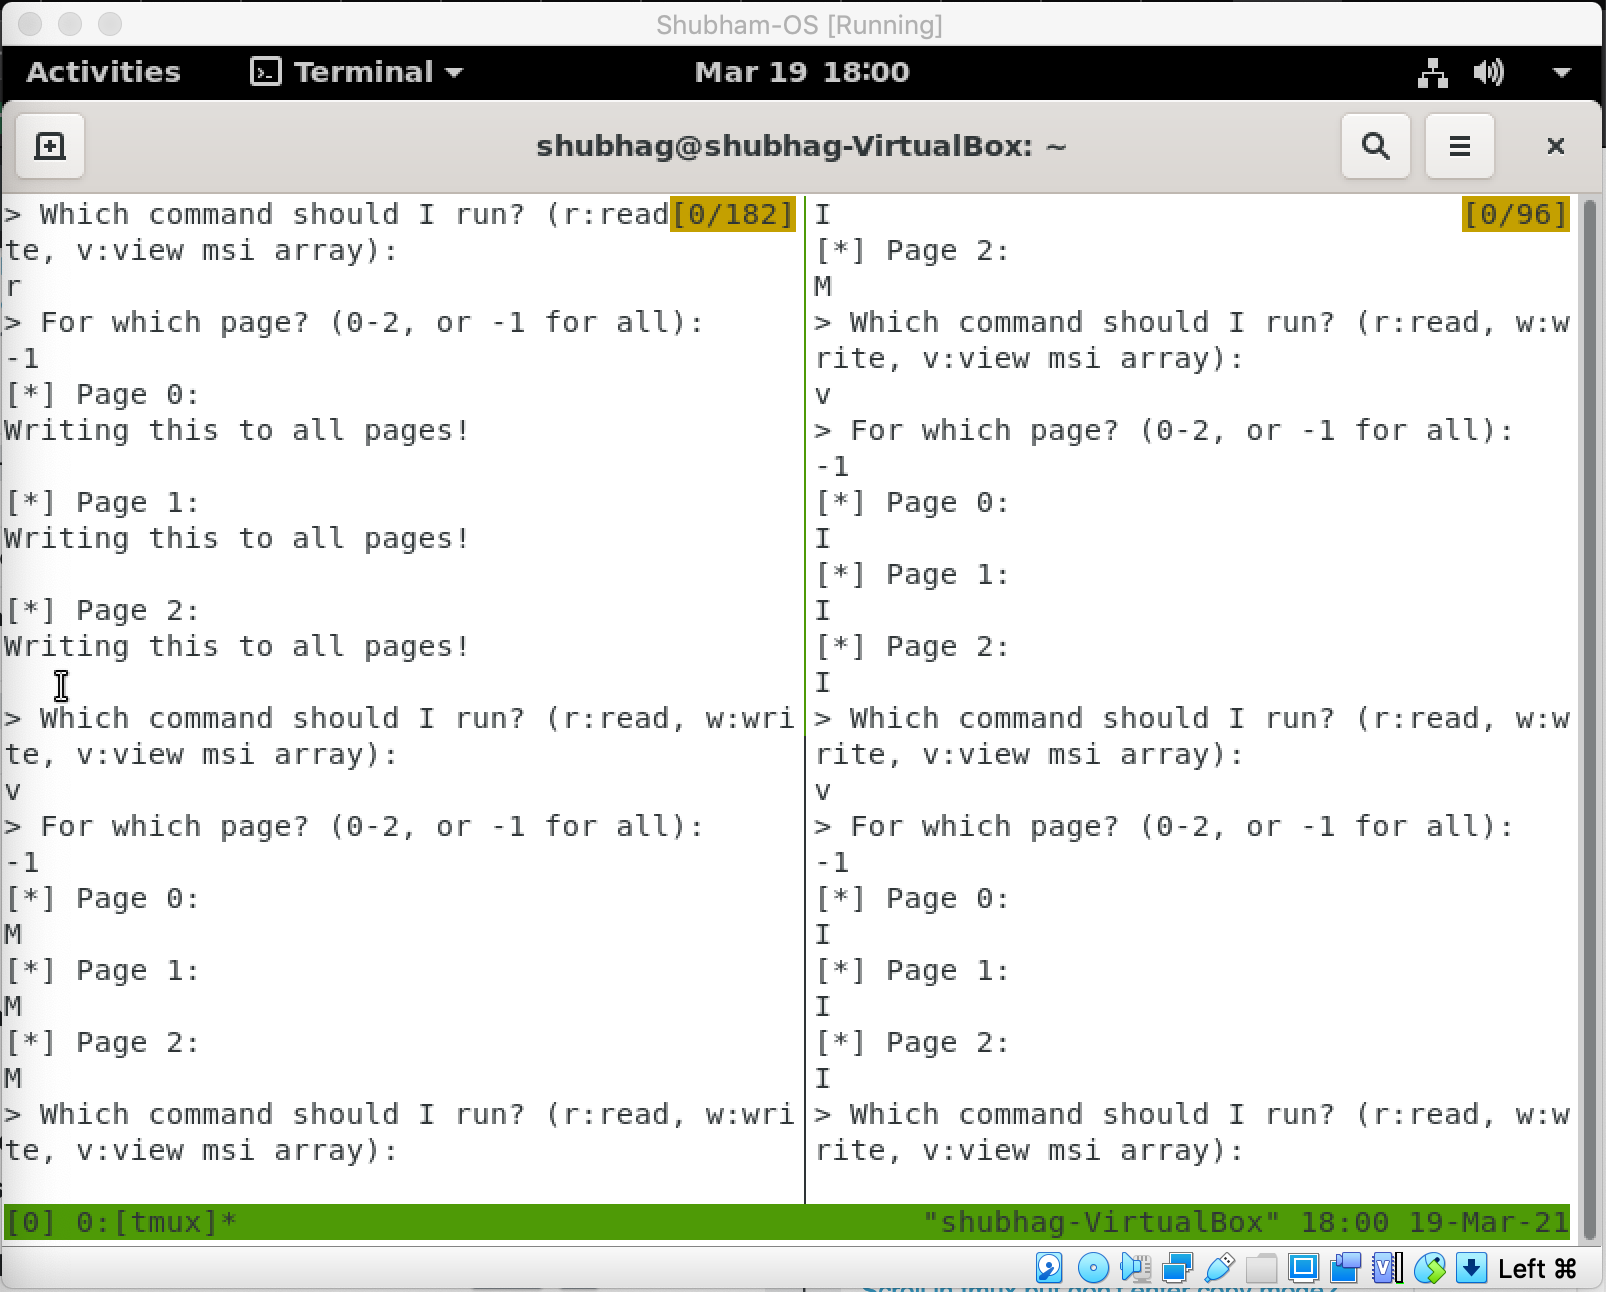 Shubham-OS [Running]
Activities
Terminal
Mar 19 18:00
shubhag@shubhag-VirtualBox: ~
> Which command should I run? (r:read[0/182]
te, v:view msi array):
r
> For which page? (0-2, or -1 for all):
-1
[*] Page 0:
Writing this to all pages!
[*] Page 1:
Writing this to all pages!
[*] Page 2:
Writing this to all pages!
> Which command should I run? (r:read, w:wri
te, v:view msi array):
v
> For which page? (0-2, or -1 for all):
-1
[*] Page 0:
M
[*] Page 1:
M
[*] Page 2:
M
> Which command should I run? (r:read, w:wri
te, v:view msi array):
I
[0/96]
[*] Page 2:
M
> Which command should I run? (r:read, w:w
rite, v:view msi array):
v
> For which page? (0-2, or -1 for all):
-1
[*] Page 0:
I
[*] Page 1:
I
[*] Page 2:
I
> Which command should I run? (r:read, w:w
rite, v:view msi array):
v
> For which page? (0-2, or -1 for all):
-1
[*] Page 0:
I
[*] Page 1:
I
[*] Page 2:
I
> Which command should I run? (r:read, w:w
rite, v:view msi array):
[0] 0:[tmux]*
"shubhag-VirtualBox" 18:00 19-Mar-21
Left ⌘